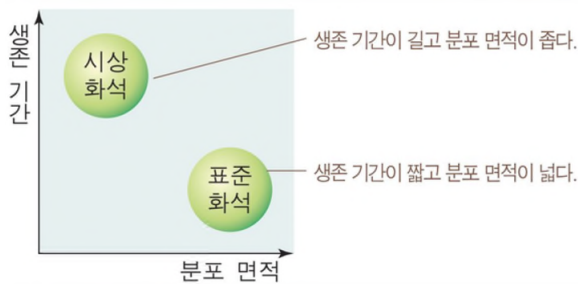 생존 기간
시상
화석
생존 기간이 길고 분포 면적이 좁다.
표준
화석
생존 기간이 짧고 분포 면적이 넓다.
분포 면적